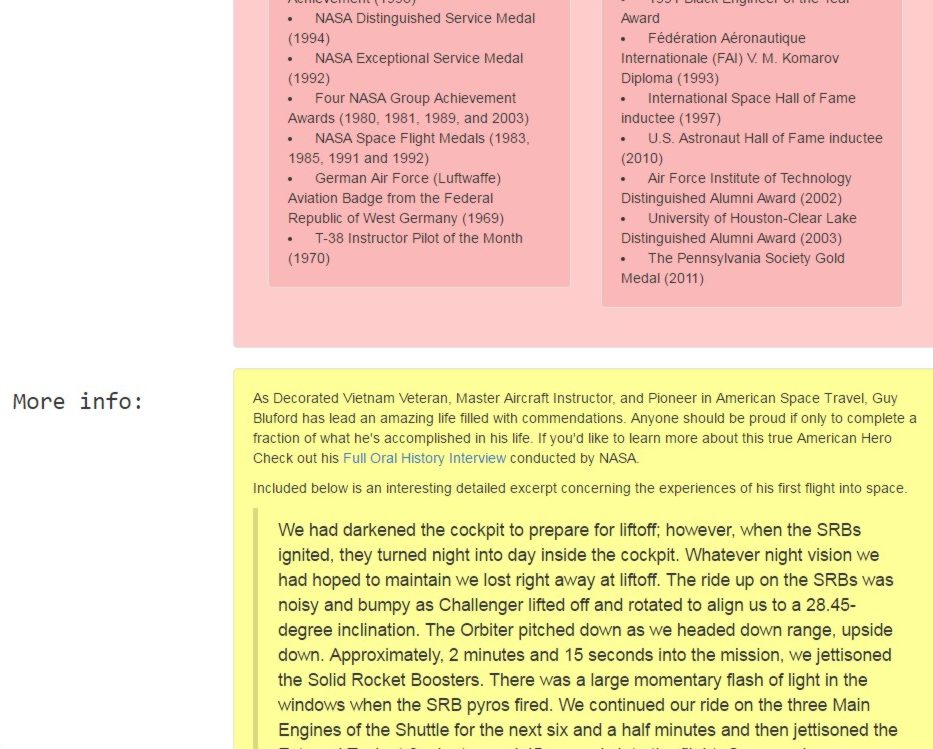 Achievement (1993)
• NASA Distinguished Service Medal
(1994)
• NASA Exceptional Service Medal
(1992)
• Four NASA Group Achievement
Awards (1980, 1981, 1989, and 2003)
• NASA Space Flight Medals (1983,
1985, 1991 and 1992)
• German Air Force (Luftwaffe)
Aviation Badge from the Federal
Republic of West Germany (1969)
• T-38 Instructor Pilot of the Month
(1970)
• 1991 Black Engineer of the Year
Award
• Fédération Aéronautique
Internationale (FAI) V. M. Komarov
Diploma (1993)
• International Space Hall of Fame
inductee (1997)
• U.S. Astronaut Hall of Fame inductee
(2010)
• Air Force Institute of Technology
Distinguished Alumni Award (2002)
• University of Houston-Clear Lake
Distinguished Alumni Award (2003)
• The Pennsylvania Society Gold
Medal (2011)
More info:
As Decorated Vietnam Veteran, Master Aircraft Instructor, and Pioneer in American Space Travel, Guy
Bluford has lead an amazing life filled with commendations. Anyone should be proud if only to complete a
fraction of what he's accomplished in his life. If you'd like to learn more about this true American Hero
Check out his Full Oral History Interview conducted by NASA.
Included below is an interesting detailed excerpt concerning the experiences of his first flight into space.
We had darkened the cockpit to prepare for liftoff; however, when the SRBs
ignited, they turned night into day inside the cockpit. Whatever night vision we
had hoped to maintain we lost right away at liftoff. The ride up on the SRBs was
noisy and bumpy as Challenger lifted off and rotated to align us to a 28.45-
degree inclination. The Orbiter pitched down as we headed down range, upside
down. Approximately, 2 minutes and 15 seconds into the mission, we jettisoned
the Solid Rocket Boosters. There was a large momentary flash of light in the
windows when the SRB pyros fired. We continued our ride on the three Main
Engines of the Shuttle for the next six and a half minutes and then jettisoned the